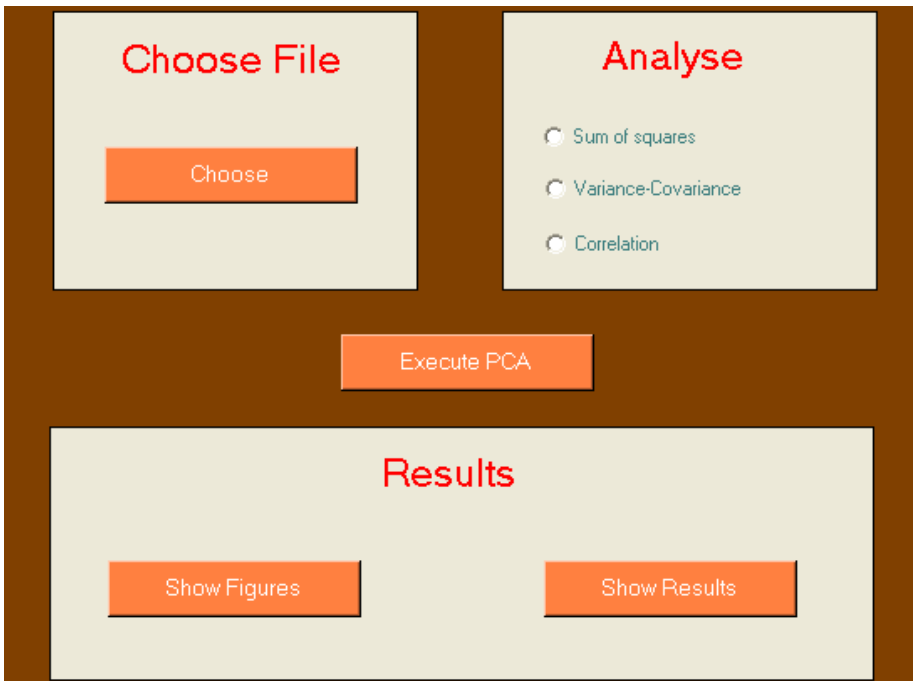 Choose File
Choose
Analyse
Sum of squares
Variance-Covariance
Correlation
Execute PCA
Results
Show Figures
Show Results